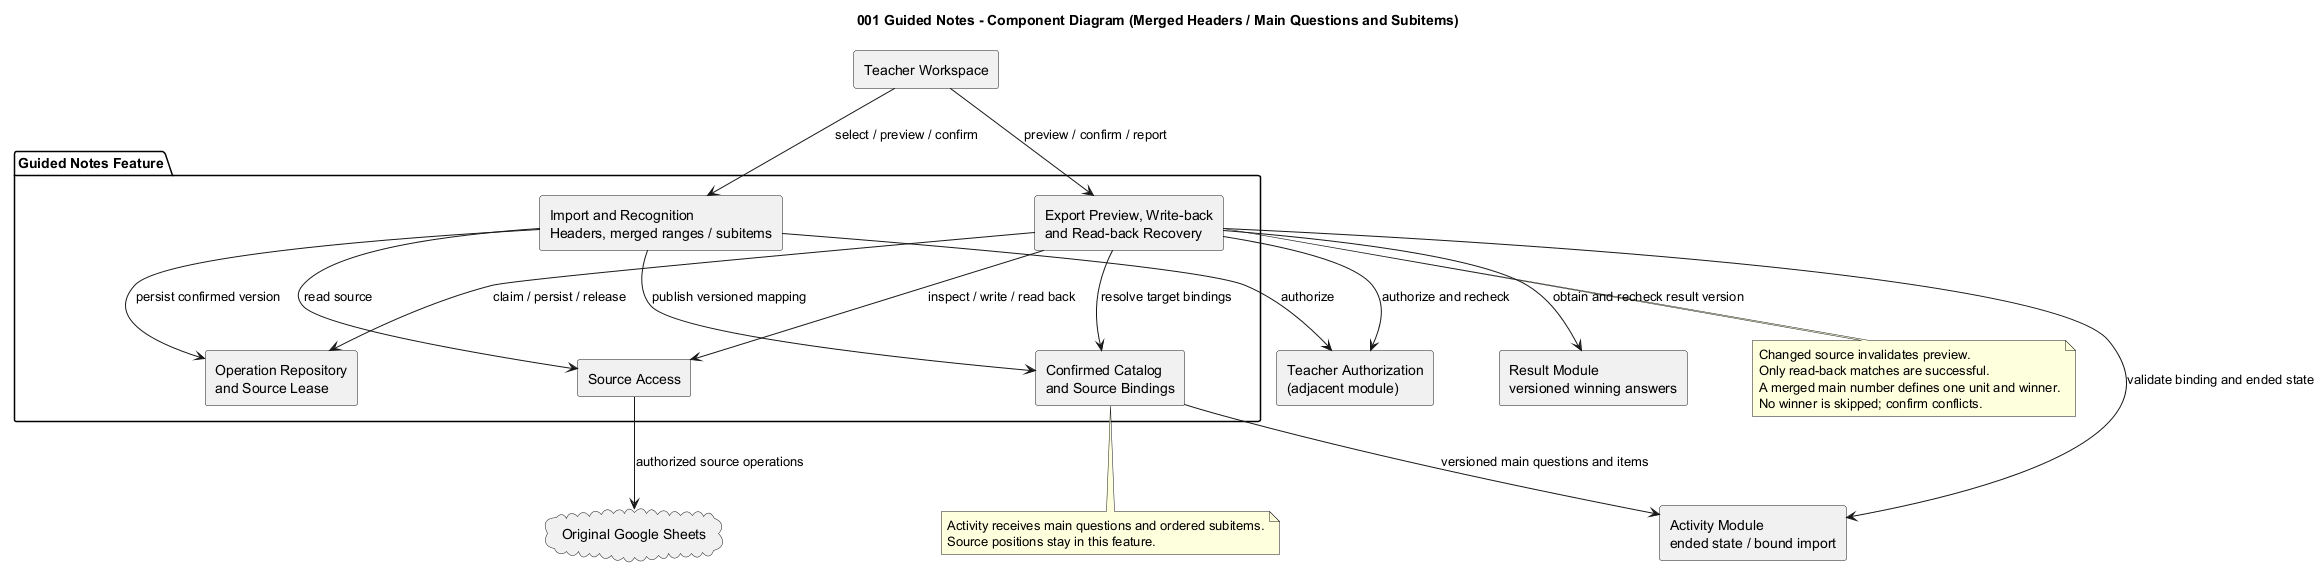 001 Guided Notes - Component Diagram (Merged Headers / Main Questions and Subitems)
Teacher Workspace
select / preview / confirm
preview / confirm / report
Guided Notes Feature
Import and Recognition
Headers, merged ranges / subitems
Export Preview, Write-back
and Read-back Recovery
persist confirmed version
read source
claim / persist / release
publish versioned mapping
inspect / write / read back
resolve target bindings
authorize
authorize and recheck
obtain and recheck result version
Operation Repository
and Source Lease
Source Access
Confirmed Catalog
and Source Bindings
Teacher Authorization
(adjacent module)
Result Module
versioned winning answers
Changed source invalidates preview.
Only read-back matches are successful.
A merged main number defines one unit and winner.
No winner is skipped; confirm conflicts.
validate binding and ended state
authorized source operations
versioned main questions and items
Original Google Sheets
Activity receives main questions and ordered subitems.
Source positions stay in this feature.
Activity Module
ended state / bound import